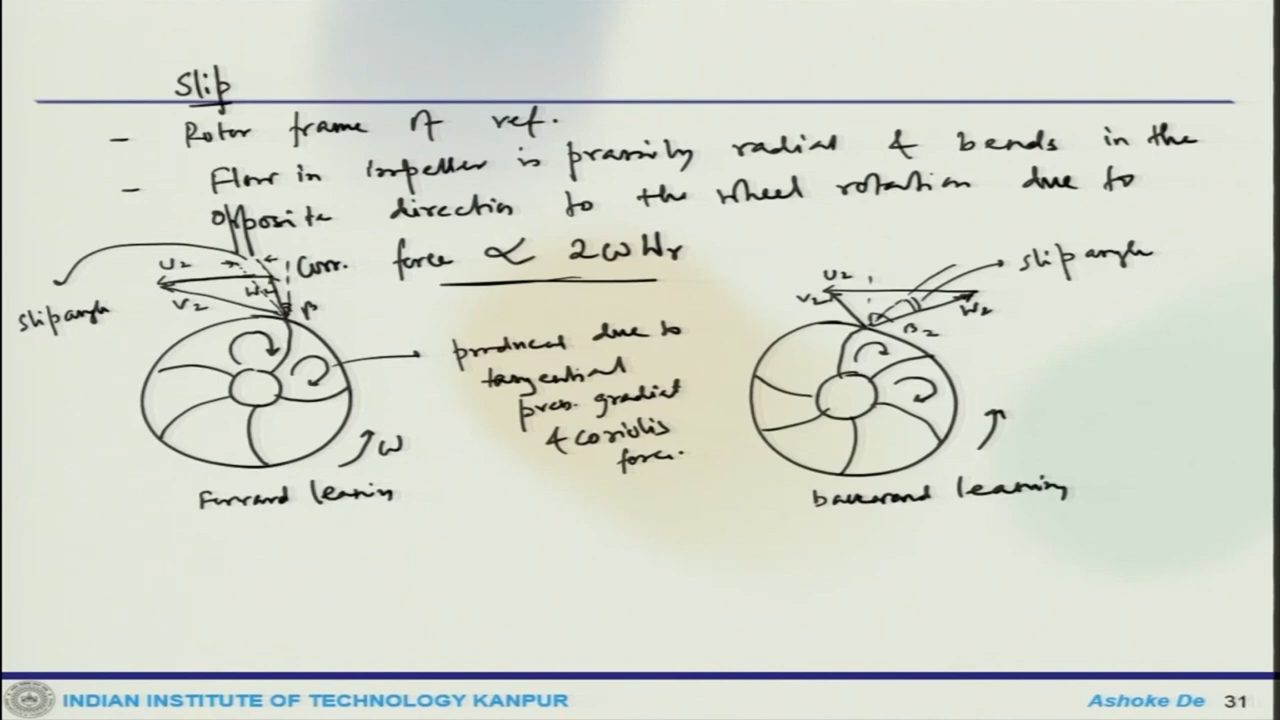 Slip
- Rotor frame of ref.
- Flow in impeller is primarily radial & bends in the
opposite direction to the wheel rotation due to
Corr. force ∝ 2ωWr
U2
V2
W2
β
slip angle
produced due to
tangential
pres. gradient
& coriolis
force.
ω
Forward leaning
U2
V2
W2
β2
slip angle
backward leaning
INDIAN INSTITUTE OF TECHNOLOGY KANPUR
Ashoke De 31